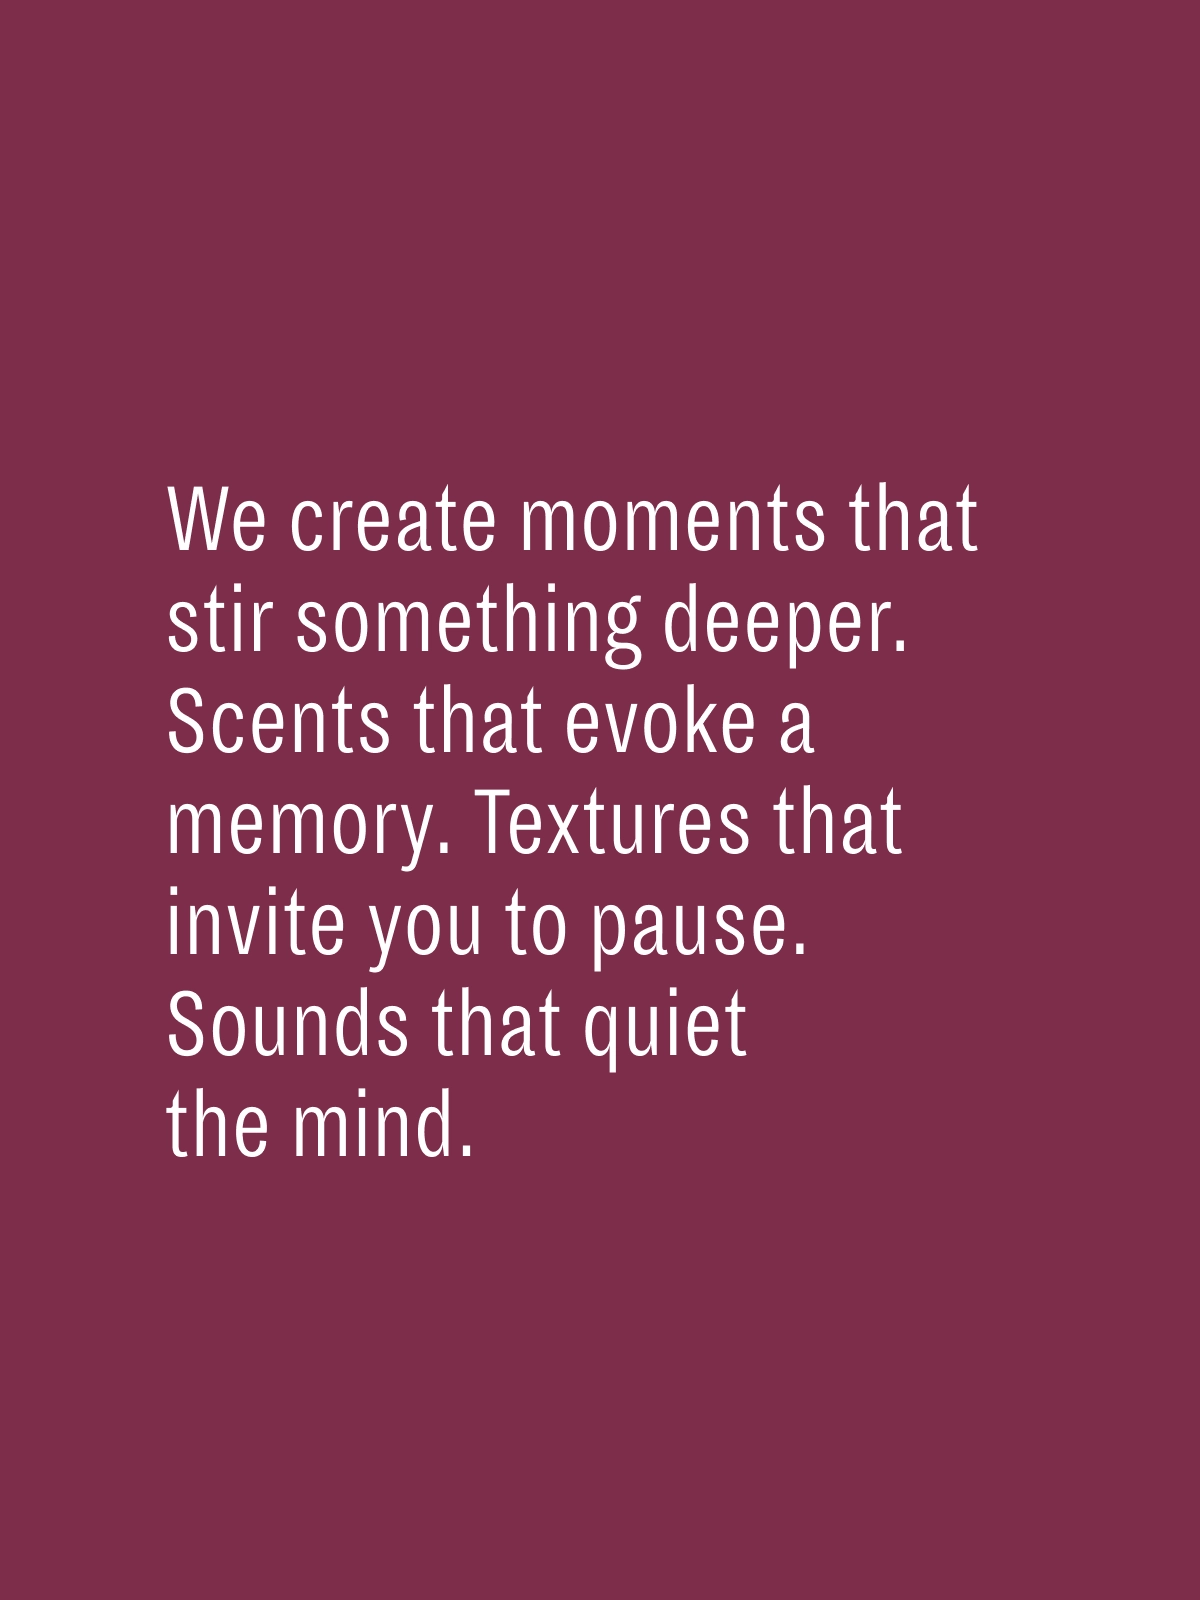 We create moments that
stir something deeper.
Scents that evoke a
memory. Textures that
invite you to pause.
Sounds that quiet
the mind.